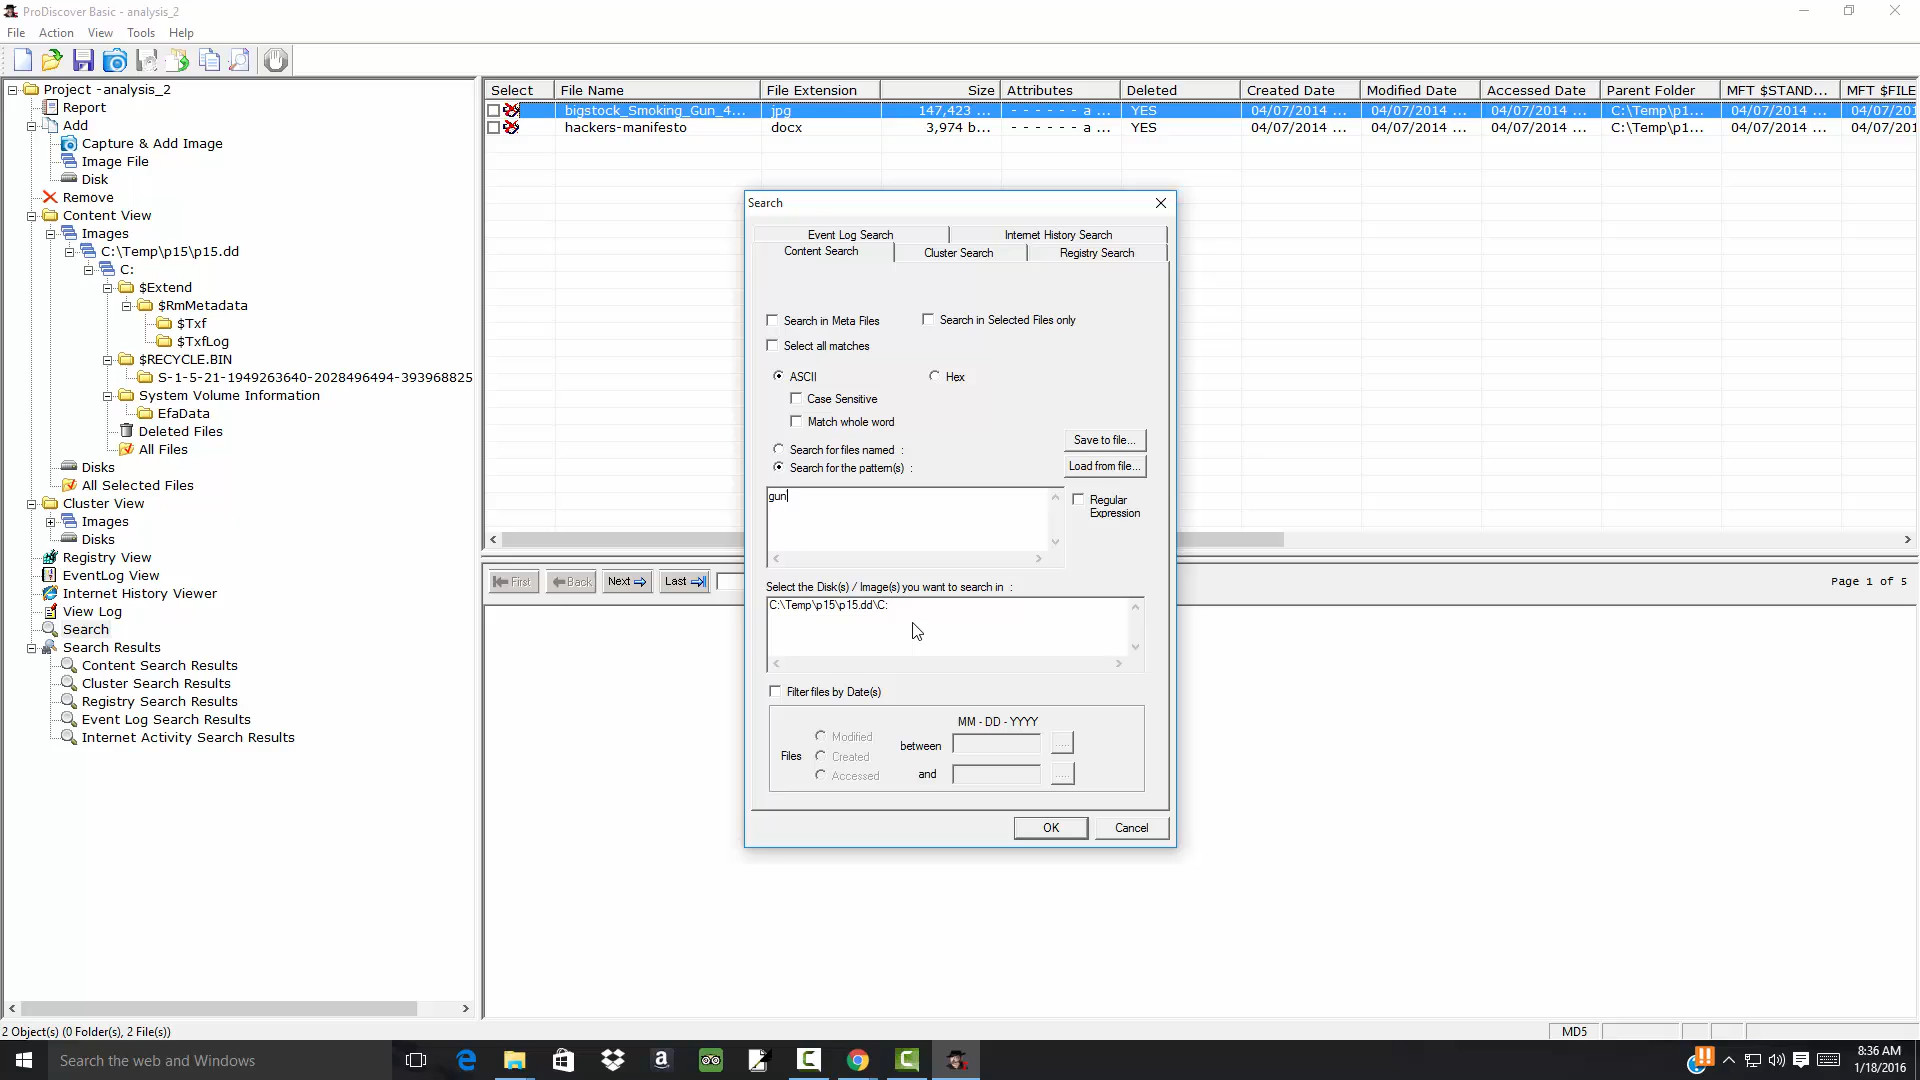 ProDiscover Basic - analysis_2
File Action View Tools Help
Project -analysis_2
Report
Add
Capture & Add Image
Image File
Disk
Remove
Content View
Images
C:\Temp\p15\p15.dd
C:
$Extend
$RmMetadata
$Txf
$TxfLog
$RECYCLE.BIN
S-1-5-21-1949263640-2028496494-393968825
System Volume Information
EfaData
Deleted Files
All Files
Disks
All Selected Files
Cluster View
Images
Disks
Registry View
EventLog View
Internet History Viewer
View Log
Search
Search Results
Content Search Results
Cluster Search Results
Registry Search Results
Event Log Search Results
Internet Activity Search Results
Select File Name File Extension Size Attributes Deleted Created Date Modified Date Accessed Date Parent Folder MFT $STAND... MFT $FILE
bigstock_Smoking_Gun_4... jpg 147,423 ... - - - - - - a ... YES 04/07/2014 ... 04/07/2014 ... 04/07/2014 ... C:\Temp\p1... 04/07/2014 ... 04/07/201
hackers-manifesto docx 3,974 b... - - - - - - a ... YES 04/07/2014 ... 04/07/2014 ... 04/07/2014 ... C:\Temp\p1... 04/07/2014 ... 04/07/201
Search
Event Log Search Internet History Search
Content Search Cluster Search Registry Search
Search in Meta Files Search in Selected Files only
Select all matches
ASCII Hex
Case Sensitive
Match whole word
Search for files named :
Search for the pattern(s) :
Save to file...
Load from file...
gun
Regular
Expression
Select the Disk(s) / Image(s) you want to search in :
C:\Temp\p15\p15.dd\C:
Filter files by Date(s)
MM - DD - YYYY
Files
Modified
Created
Accessed
between .....
and .....
OK Cancel
First Back Next Last
Page 1 of 5
2 Object(s) (0 Folder(s), 2 File(s))
MD5
Search the web and Windows
8:36 AM
1/18/2016